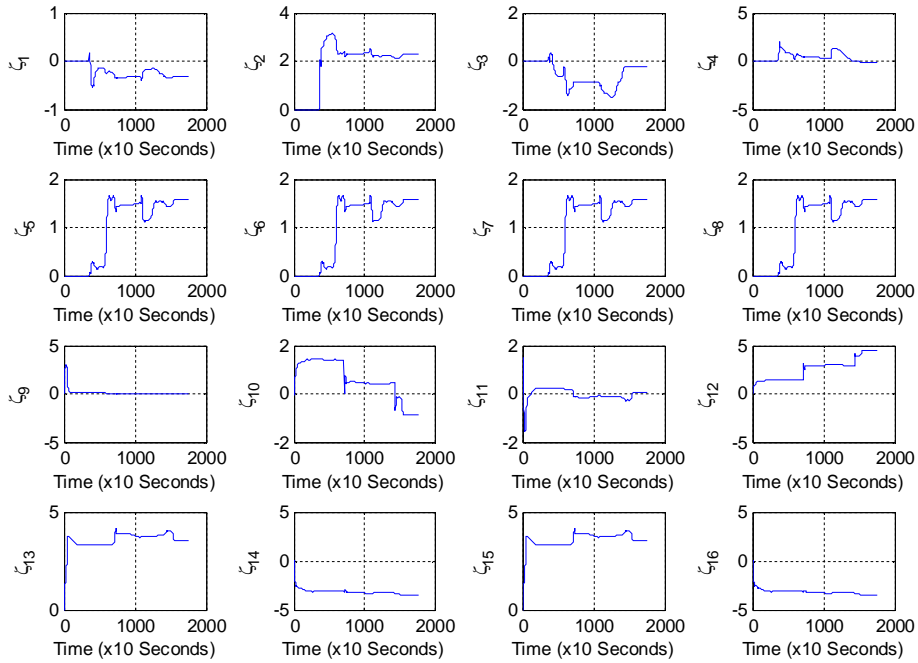 1 4 2 5
ζ1 0 ζ2 2 ζ3 0 ζ4 0
-1 0 -2 -5
0 1000 2000 0 1000 2000 0 1000 2000 0 1000 2000
Time (x10 Seconds) Time (x10 Seconds) Time (x10 Seconds) Time (x10 Seconds)
2 2 2 2
ζ5 1 ζ6 1 ζ7 1 ζ8 1
0 0 0 0
0 1000 2000 0 1000 2000 0 1000 2000 0 1000 2000
Time (x10 Seconds) Time (x10 Seconds) Time (x10 Seconds) Time (x10 Seconds)
5 2 2 5
ζ9 0 ζ10 0 ζ11 0 ζ12 0
-5 -2 -2 -5
0 1000 2000 0 1000 2000 0 1000 2000 0 1000 2000
Time (x10 Seconds) Time (x10 Seconds) Time (x10 Seconds) Time (x10 Seconds)
5 5 5 5
ζ13 ζ14 0 ζ15 ζ16 0
0 -5 0 -5
0 1000 2000 0 1000 2000 0 1000 2000 0 1000 2000
Time (x10 Seconds) Time (x10 Seconds) Time (x10 Seconds) Time (x10 Seconds)